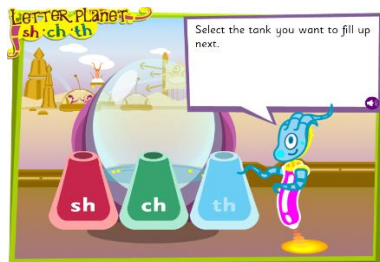 LETTER PLANET
sh ch th
Select the tank you want to fill up
next.
sh ch th